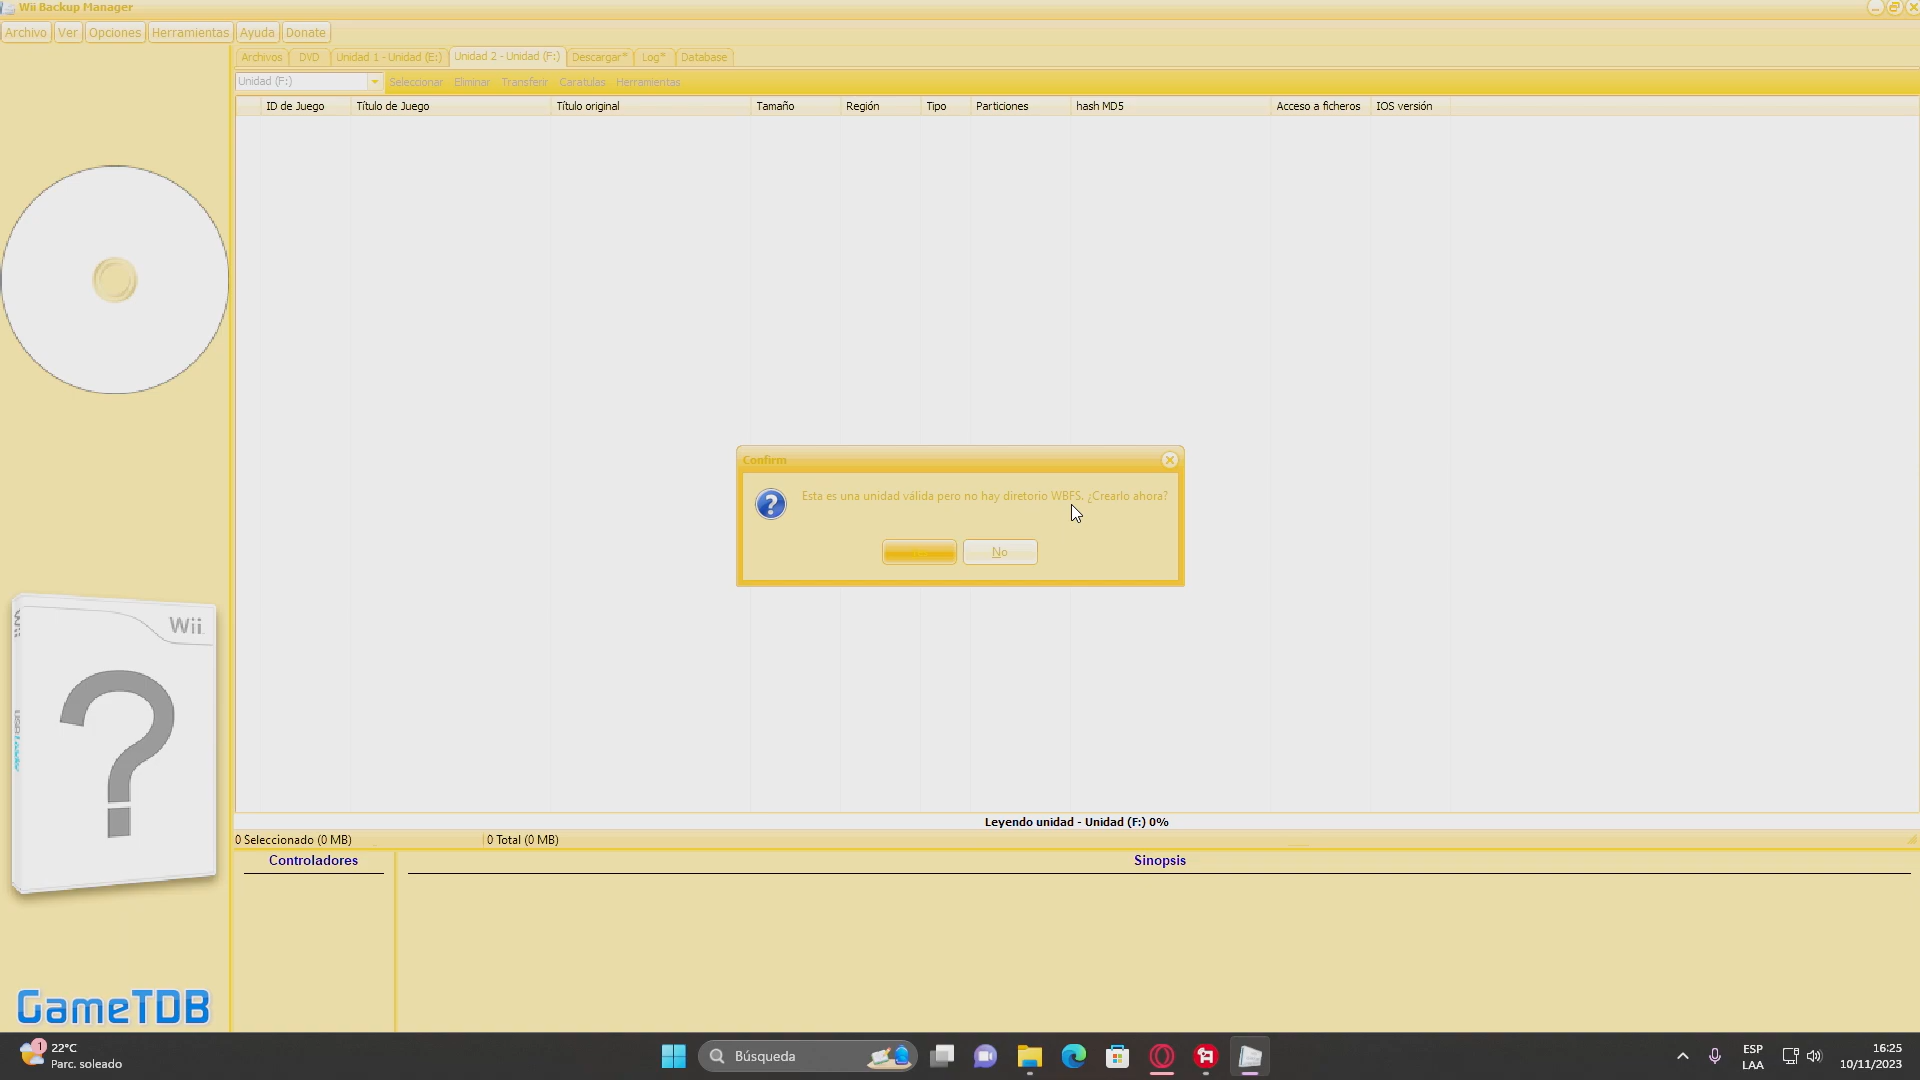 Wii Backup Manager
Archivo Ver Opciones Herramientas Ayuda Donate
Archivos DVD Unidad 1 - Unidad (E:) Unidad 2 - Unidad (F:) Descargar* Log* Database
Unidad (F:) Seleccionar Eliminar Transferir Caratulas Herramientas
ID de Juego Título de Juego Título original Tamaño Región Tipo Particiones hash MD5 Acceso a ficheros IOS versión
Confirm
Esta es una unidad válida pero no hay diretorio WBFS. ¿Crearlo ahora?
No
Wii
Wii
USB Loader
?
Leyendo unidad - Unidad (F:) 0%
0 Seleccionado (0 MB) 0 Total (0 MB)
Controladores Sinopsis
GameTDB
1
22°C
Parc. soleado
Búsqueda
ESP
LAA
16:25
10/11/2023